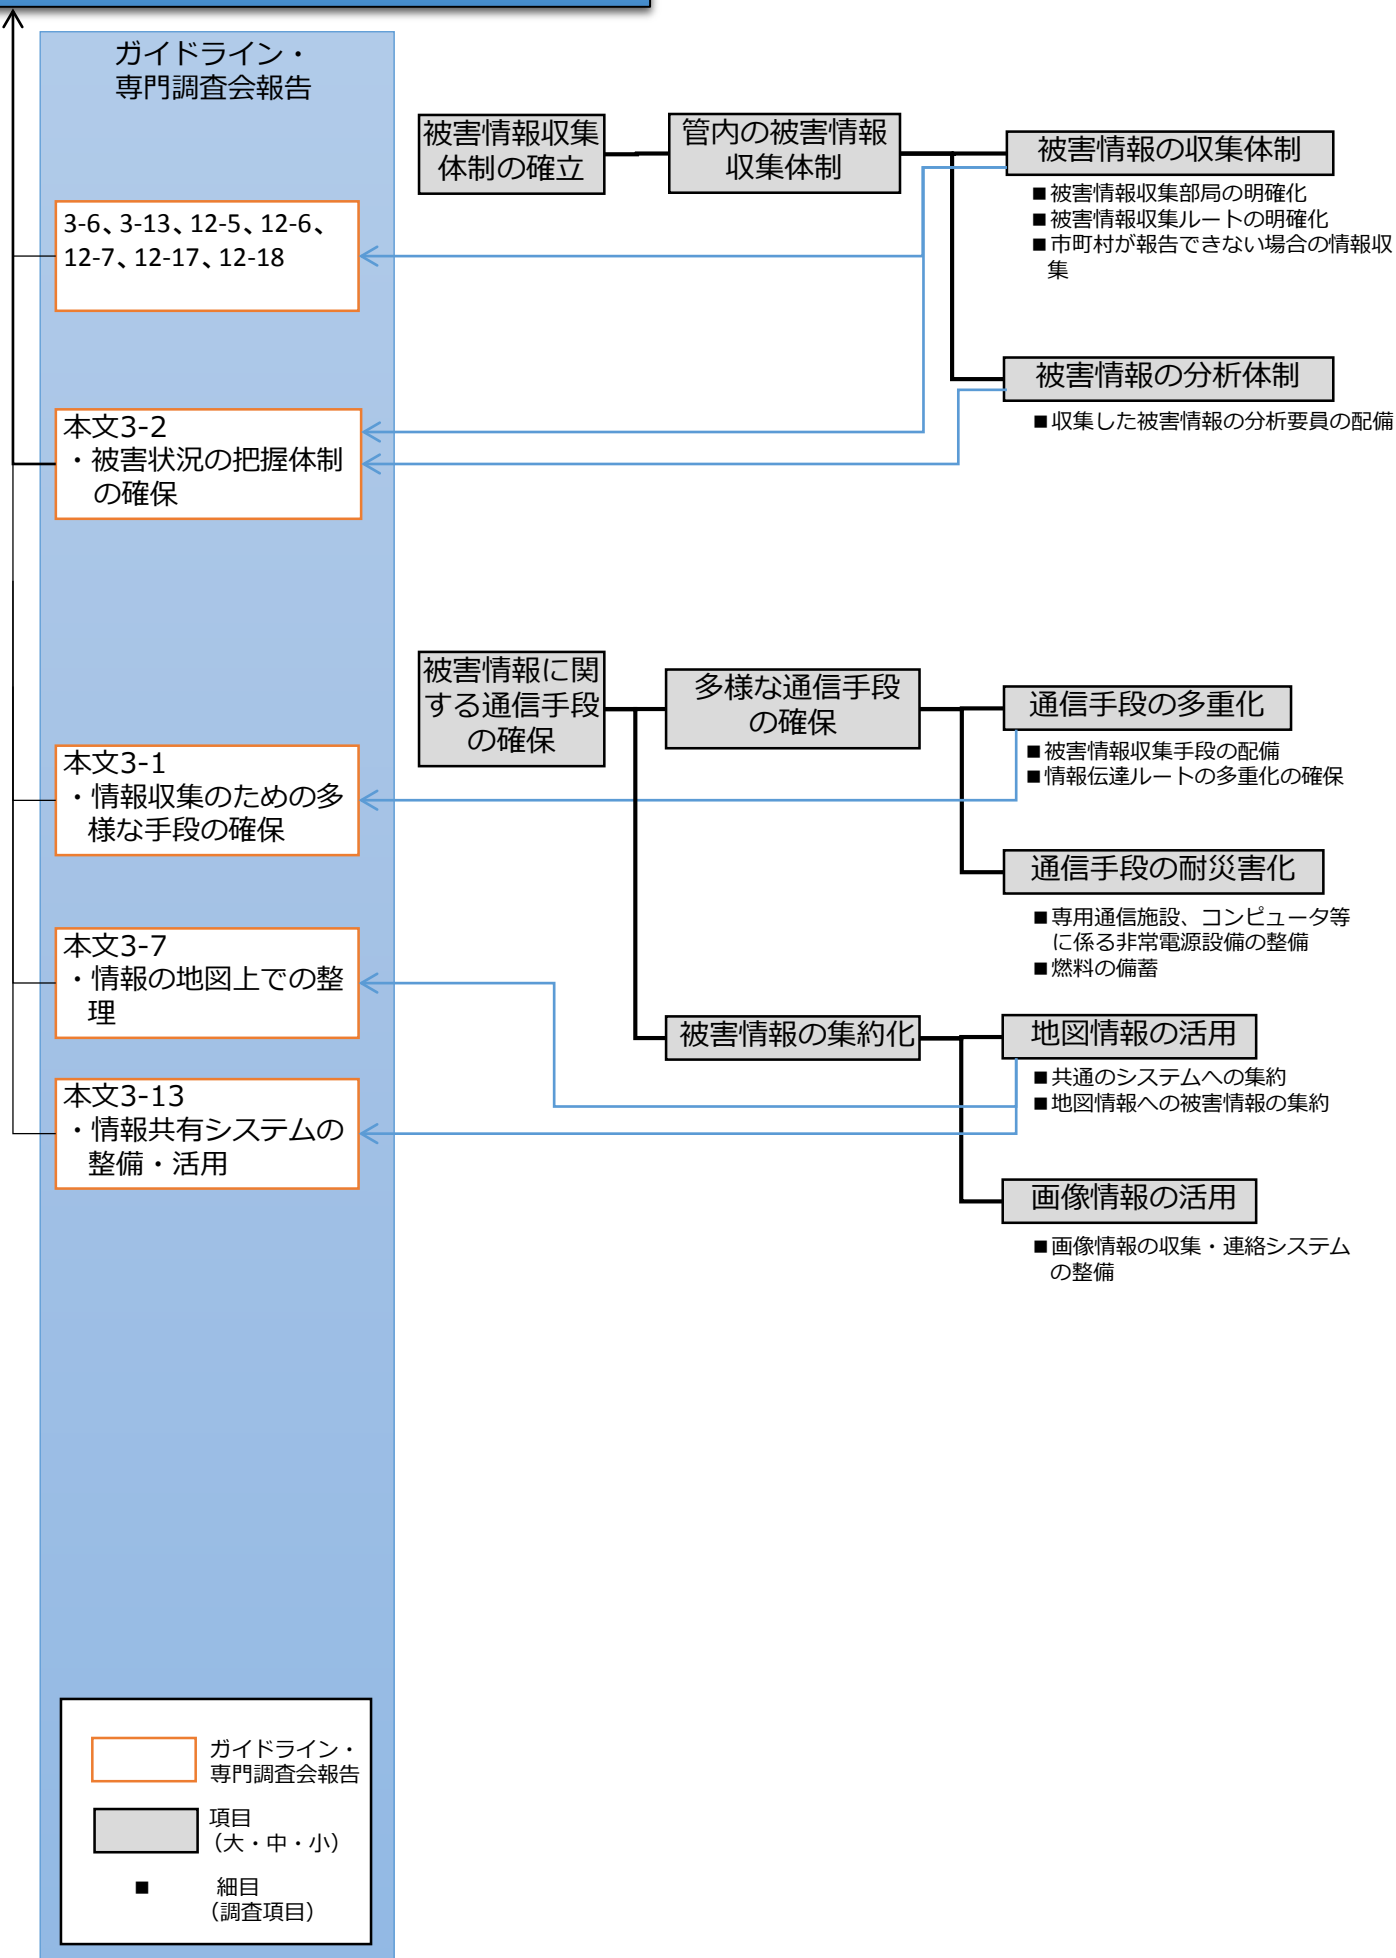 ガイドライン・
専門調査会報告
3-6、3-13、12-5、12-6、
12-7、12-17、12-18
本文3-2
・被害状況の把握体制
の確保
本文3-1
・情報収集のための多
様な手段の確保
本文3-7
・情報の地図上での整
理
本文3-13
・情報共有システムの
整備・活用
被害情報収集
体制の確立
管内の被害情報
収集体制
被害情報の収集体制
■被害情報収集部局の明確化
■被害情報収集ルートの明確化
■市町村が報告できない場合の情報収
集
被害情報の分析体制
■収集した被害情報の分析要員の配備
被害情報に関
する通信手段
の確保
多様な通信手段
の確保
通信手段の多重化
■被害情報収集手段の配備
■情報伝達ルートの多重化の確保
通信手段の耐災害化
■専用通信施設、コンピュータ等
に係る非常電源設備の整備
■燃料の備蓄
被害情報の集約化
地図情報の活用
■共通のシステムへの集約
■地図情報への被害情報の集約
画像情報の活用
■画像情報の収集・連絡システム
の整備
ガイドライン・
専門調査会報告
項目
（大・中・小）
■ 細目
（調査項目）